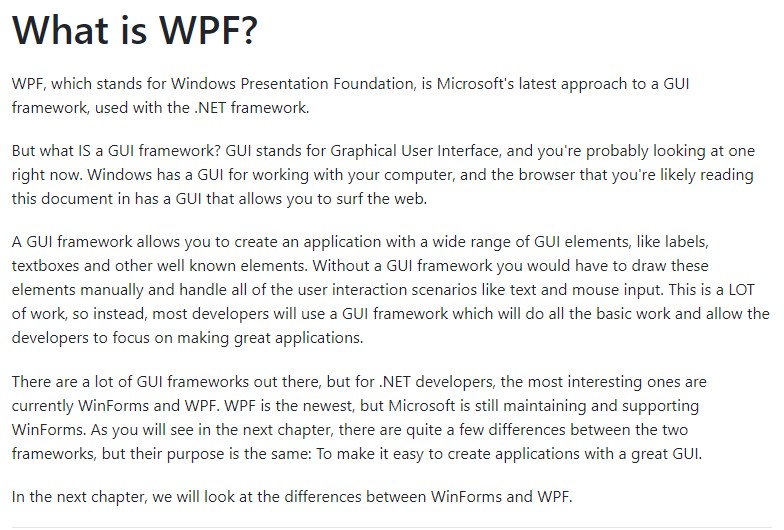 What is WPF?
WPF, which stands for Windows Presentation Foundation, is Microsoft's latest approach to a GUI
framework, used with the .NET framework.
But what IS a GUI framework? GUI stands for Graphical User Interface, and you're probably looking at one
right now. Windows has a GUI for working with your computer, and the browser that you're likely reading
this document in has a GUI that allows you to surf the web.
A GUI framework allows you to create an application with a wide range of GUI elements, like labels,
textboxes and other well known elements. Without a GUI framework you would have to draw these
elements manually and handle all of the user interaction scenarios like text and mouse input. This is a LOT
of work, so instead, most developers will use a GUI framework which will do all the basic work and allow the
developers to focus on making great applications.
There are a lot of GUI frameworks out there, but for .NET developers, the most interesting ones are
currently WinForms and WPF. WPF is the newest, but Microsoft is still maintaining and supporting
WinForms. As you will see in the next chapter, there are quite a few differences between the two
frameworks, but their purpose is the same: To make it easy to create applications with a great GUI.
In the next chapter, we will look at the differences between WinForms and WPF.